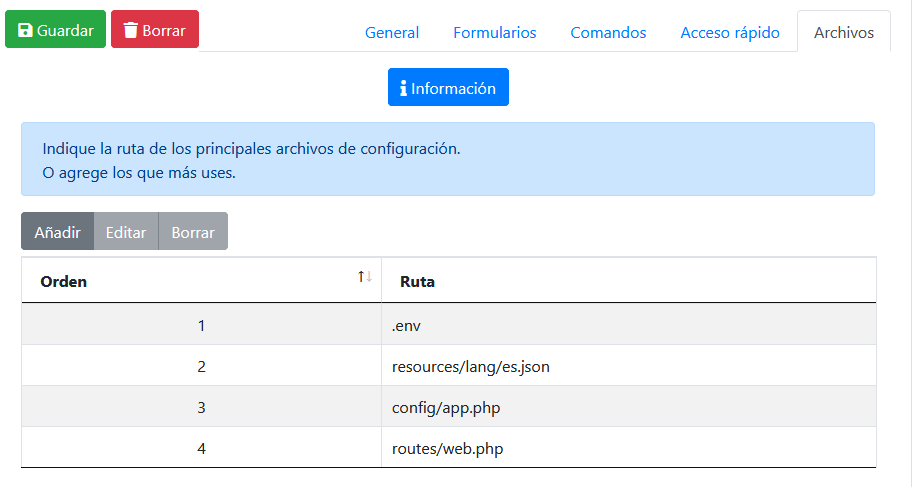 Guardar Borrar General Formularios Comandos Acceso rápido Archivos
Información
Indique la ruta de los principales archivos de configuración.
O agrege los que más uses.
Añadir Editar Borrar
Orden Ruta
1 .env
2 resources/lang/es.json
3 config/app.php
4 routes/web.php